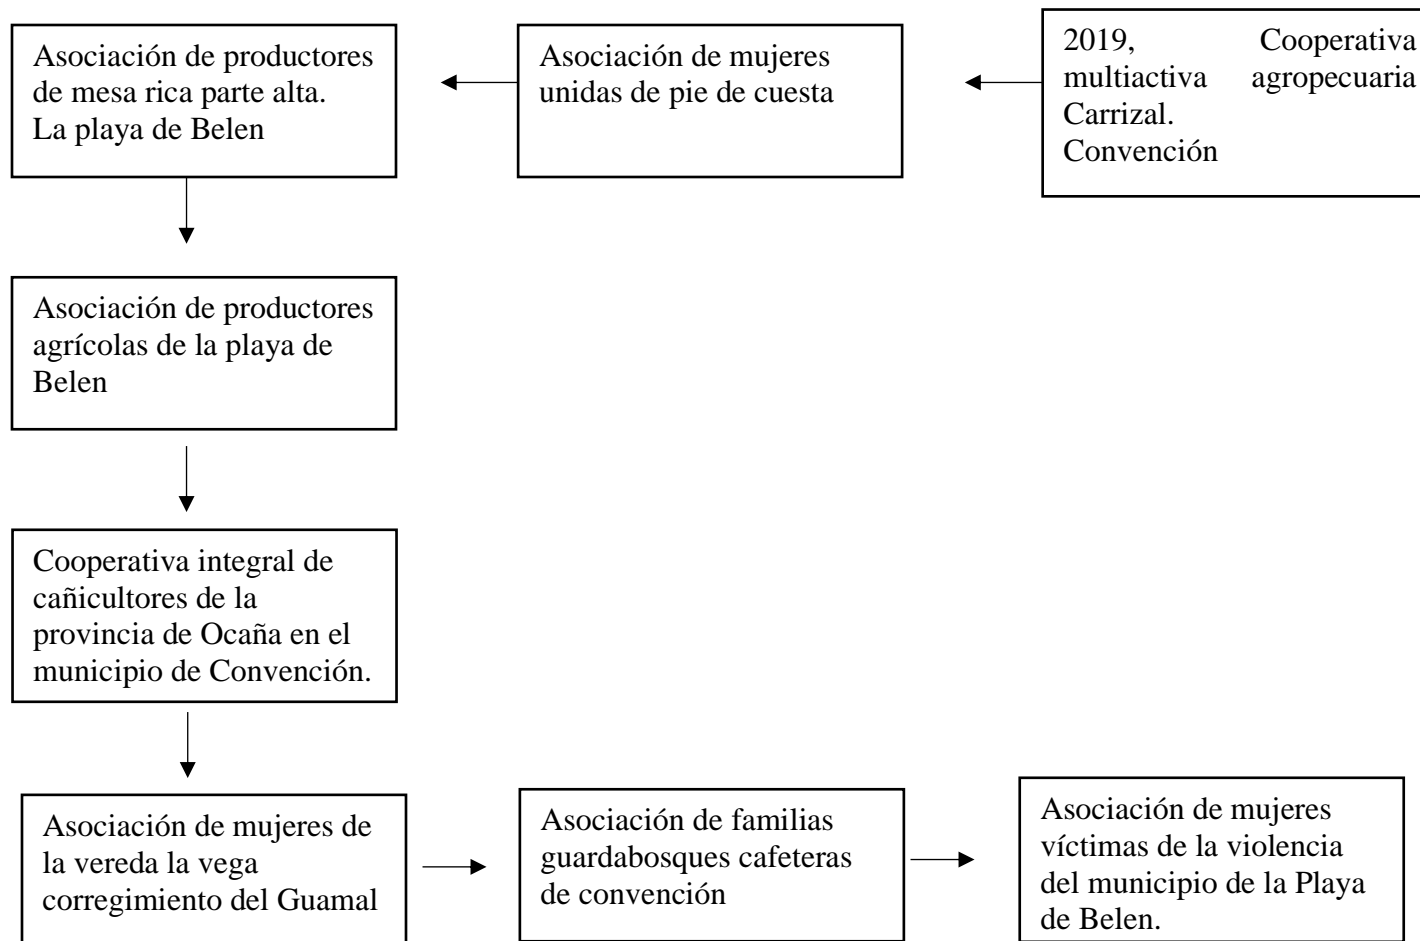 Asociación de productores
de mesa rica parte alta.
La playa de Belen
Asociación de mujeres
unidas de pie de cuesta
2019, Cooperativa
multiactiva agropecuaria
Carrizal.
Convención
Asociación de productores
agrícolas de la playa de
Belen
Cooperativa integral de
cañicultores de la
provincia de Ocaña en el
municipio de Convención.
Asociación de mujeres de
la vereda la vega
corregimiento del Guamal
Asociación de familias
guardabosques cafeteras
de convención
Asociación de mujeres
víctimas de la violencia
del municipio de la Playa
de Belen.